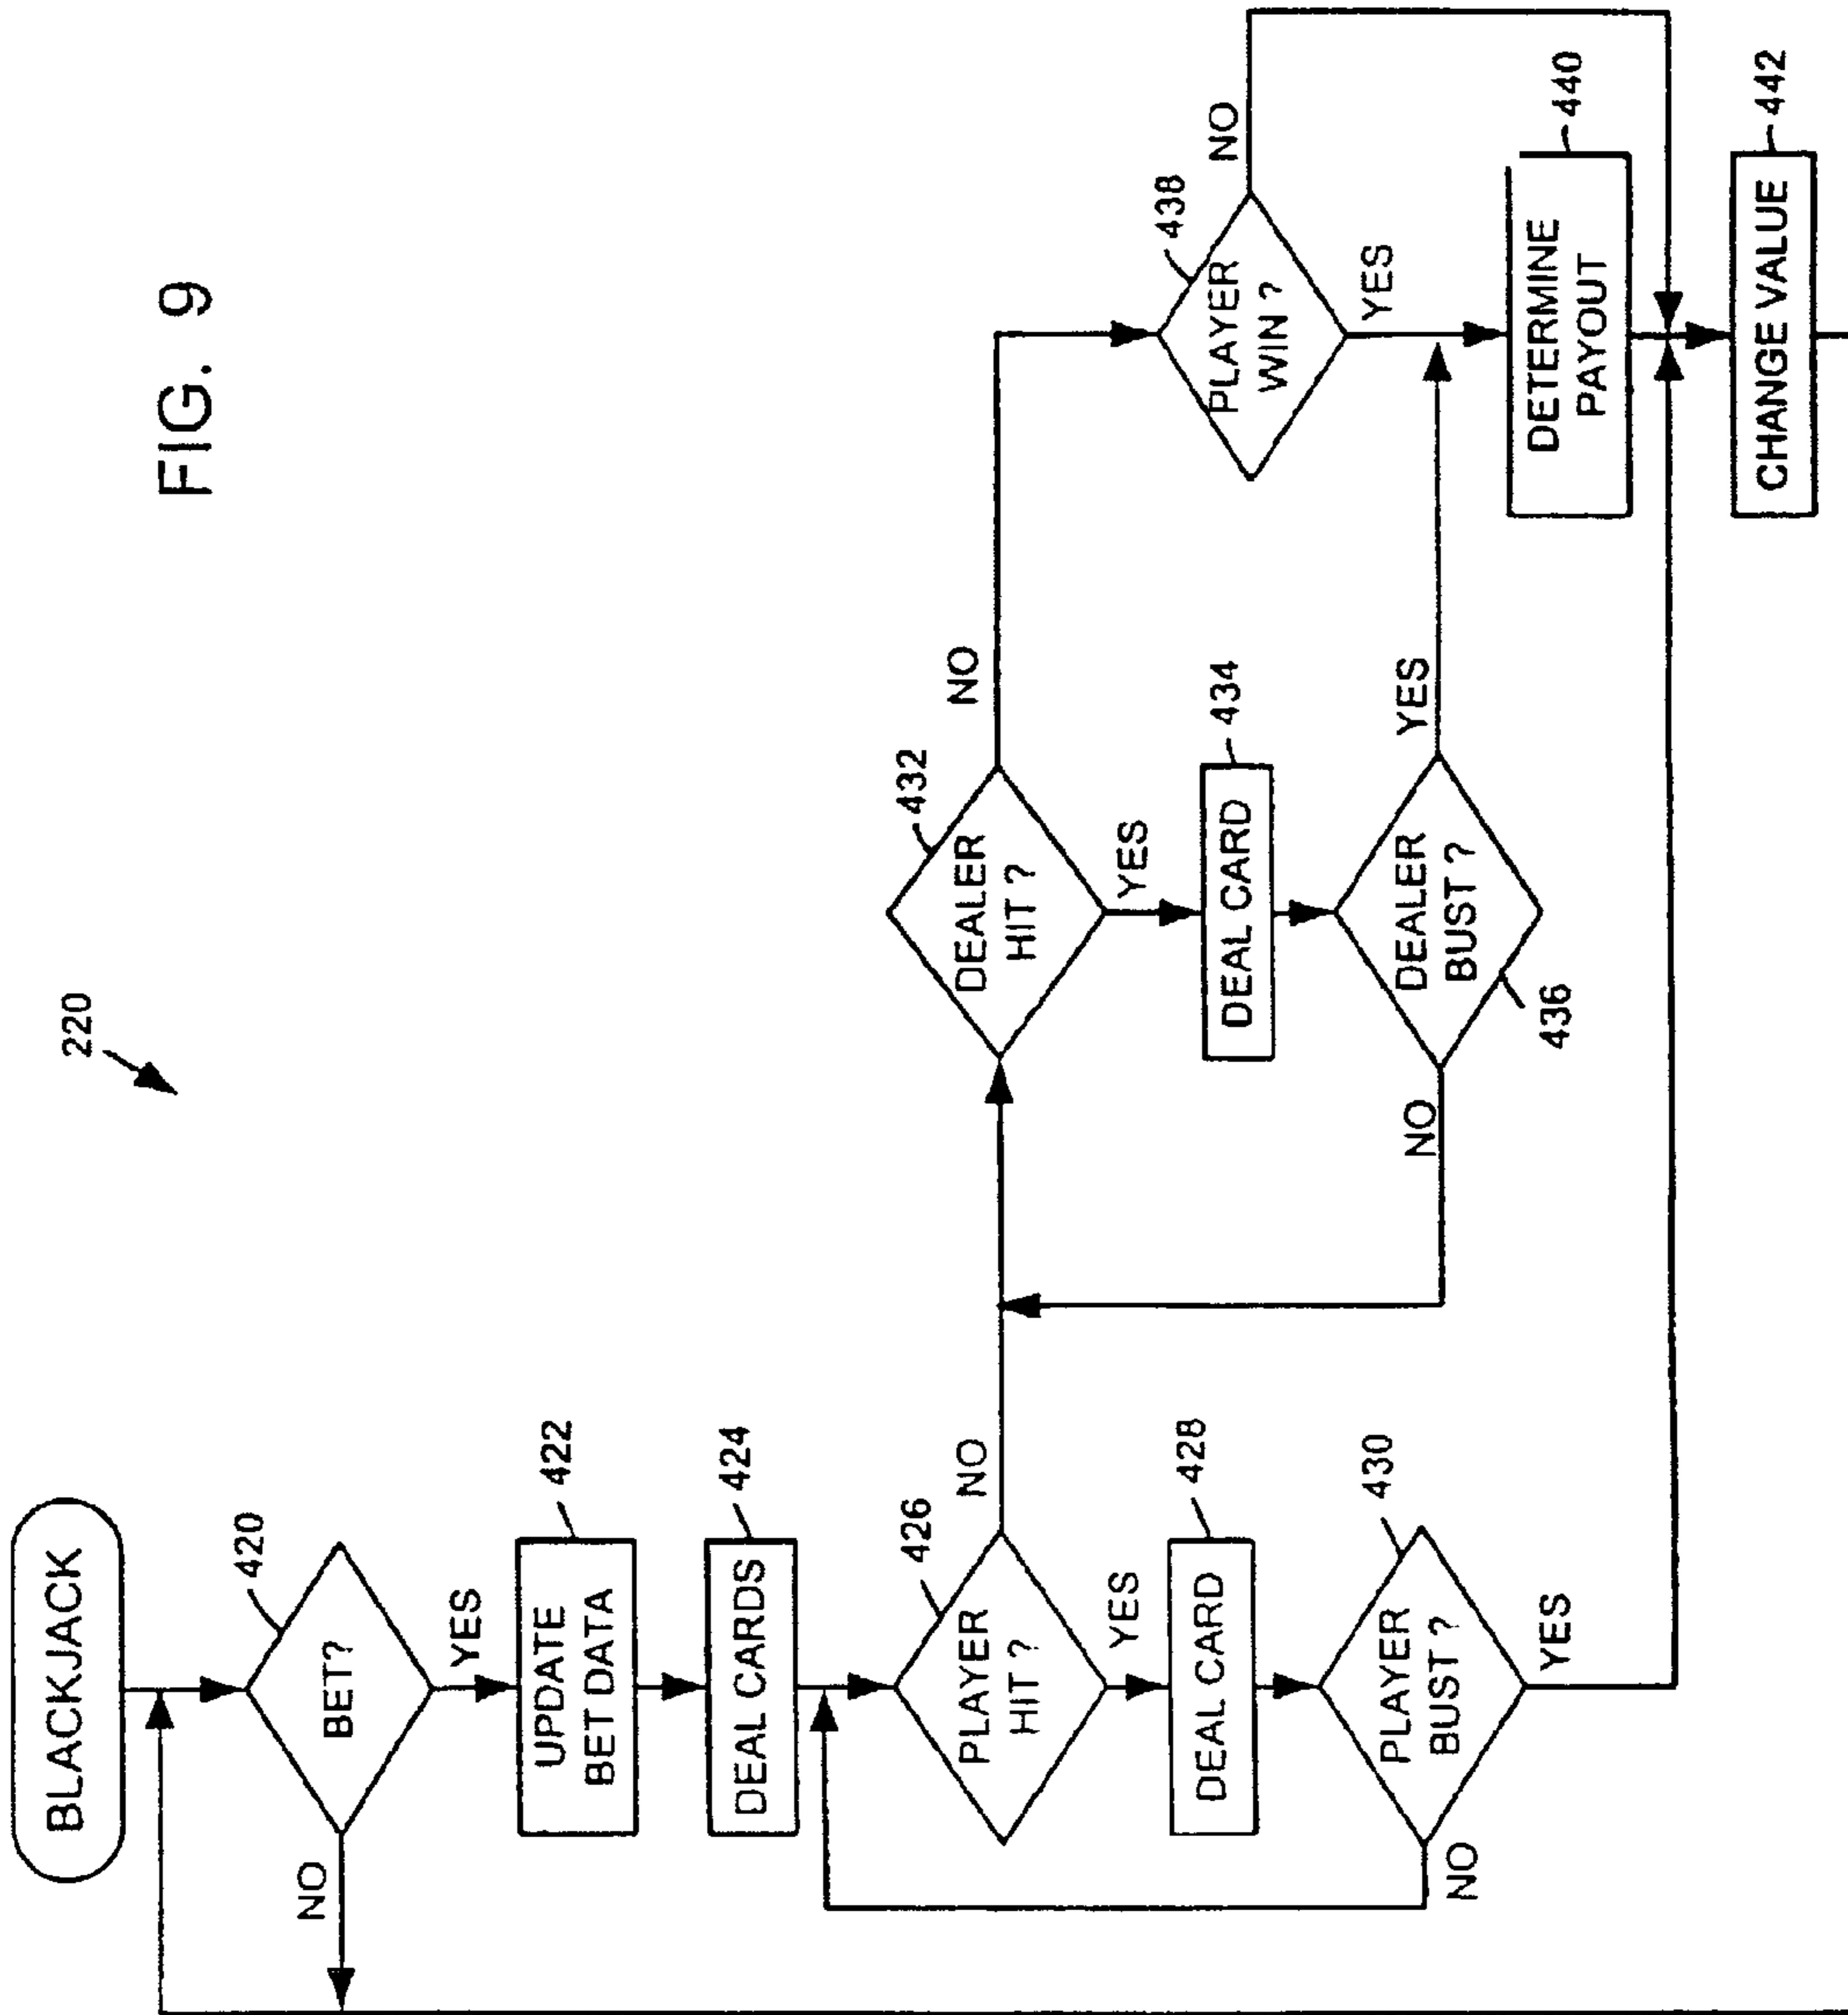 FIG. 9
220
BLACKJACK
420
BET?
NO
YES
422
UPDATE
BET DATA
424
DEAL CARDS
426
PLAYER
HIT ?
NO
YES
428
DEAL CARD
430
PLAYER
BUST ?
NO
YES
432
DEALER
HIT ?
NO
YES
434
DEAL CARD
DEALER
BUST ?
436
NO
YES
438
PLAYER
WIN ?
NO
YES
440
DETERMINE
PAYOUT
442
CHANGE VALUE